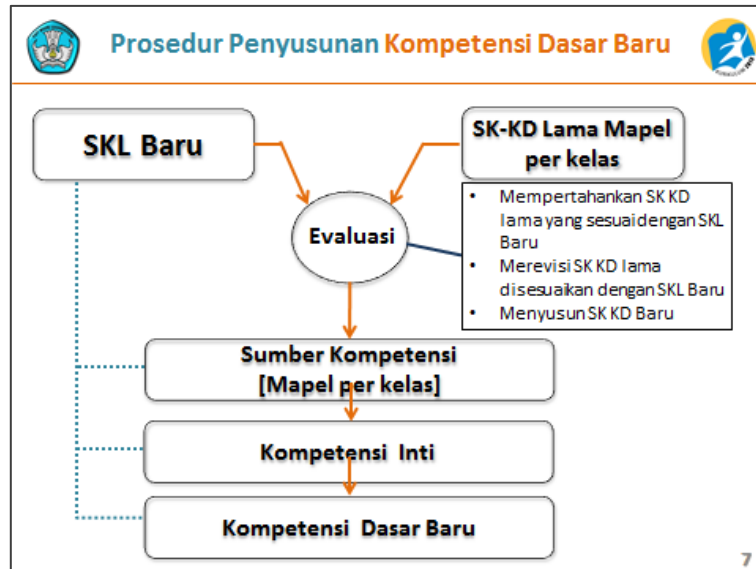 Prosedur Penyusunan Kompetensi Dasar Baru
SKL Baru
SK-KD Lama Mapel
per kelas
Evaluasi
• Mempertahankan SK KD
lama yang sesuai dengan SKL
Baru
• Merevisi SK KD lama
disesuaikan dengan SKL Baru
• Menyusun SK KD Baru
Sumber Kompetensi
[Mapel per kelas]
Kompetensi Inti
Kompetensi Dasar Baru
7